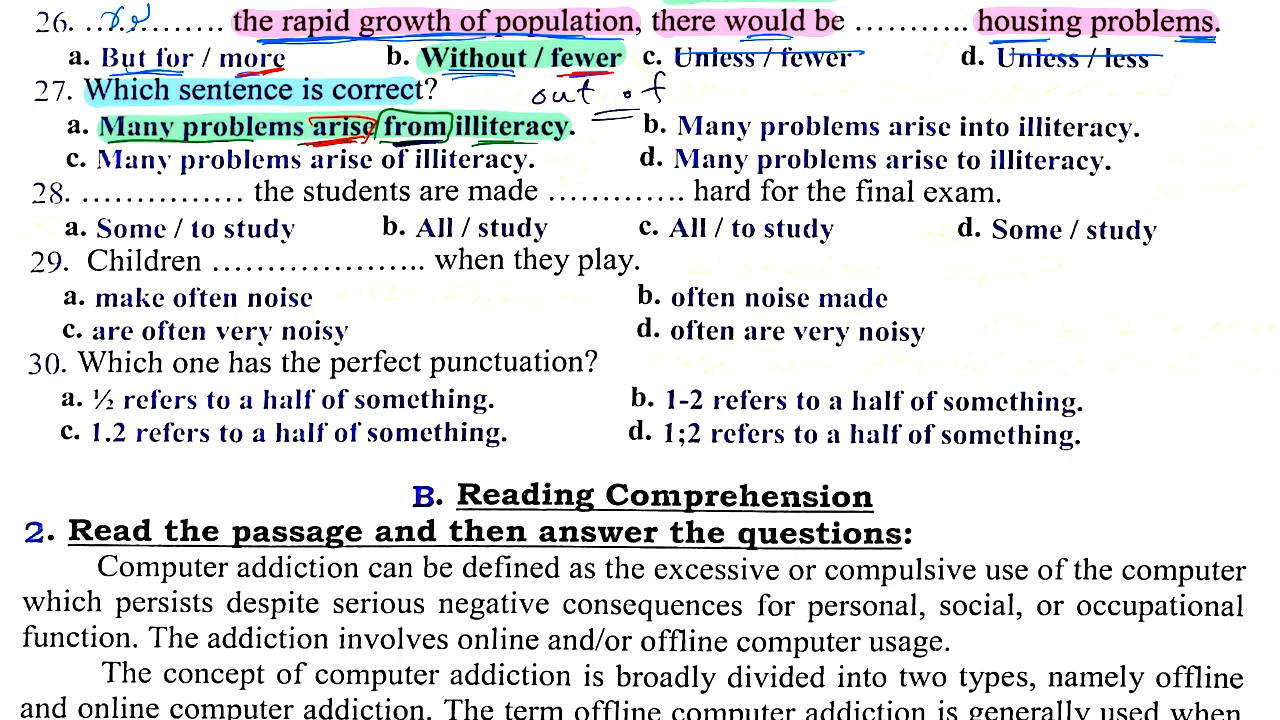 26. ........... the rapid growth of population, there would be ........... housing problems.
a. But for / more b. Without / fewer c. Unless / fewer d. Unless / less
27. Which sentence is correct? out of
a. Many problems arise from illiteracy. b. Many problems arise into illiteracy.
c. Many problems arise of illiteracy. d. Many problems arise to illiteracy.
28. ............... the students are made ............. hard for the final exam.
a. Some / to study b. All / study c. All / to study d. Some / study
29. Children .................... when they play.
a. make often noise b. often noise made
c. are often very noisy d. often are very noisy
30. Which one has the perfect punctuation?
a. ½ refers to a half of something. b. 1-2 refers to a half of something.
c. 1.2 refers to a half of something. d. 1;2 refers to a half of something.
B. Reading Comprehension
2. Read the passage and then answer the questions:
Computer addiction can be defined as the excessive or compulsive use of the computer
which persists despite serious negative consequences for personal, social, or occupational
function. The addiction involves online and/or offline computer usage.
The concept of computer addiction is broadly divided into two types, namely offline
and online computer addiction. The term offline computer addiction is generally used when